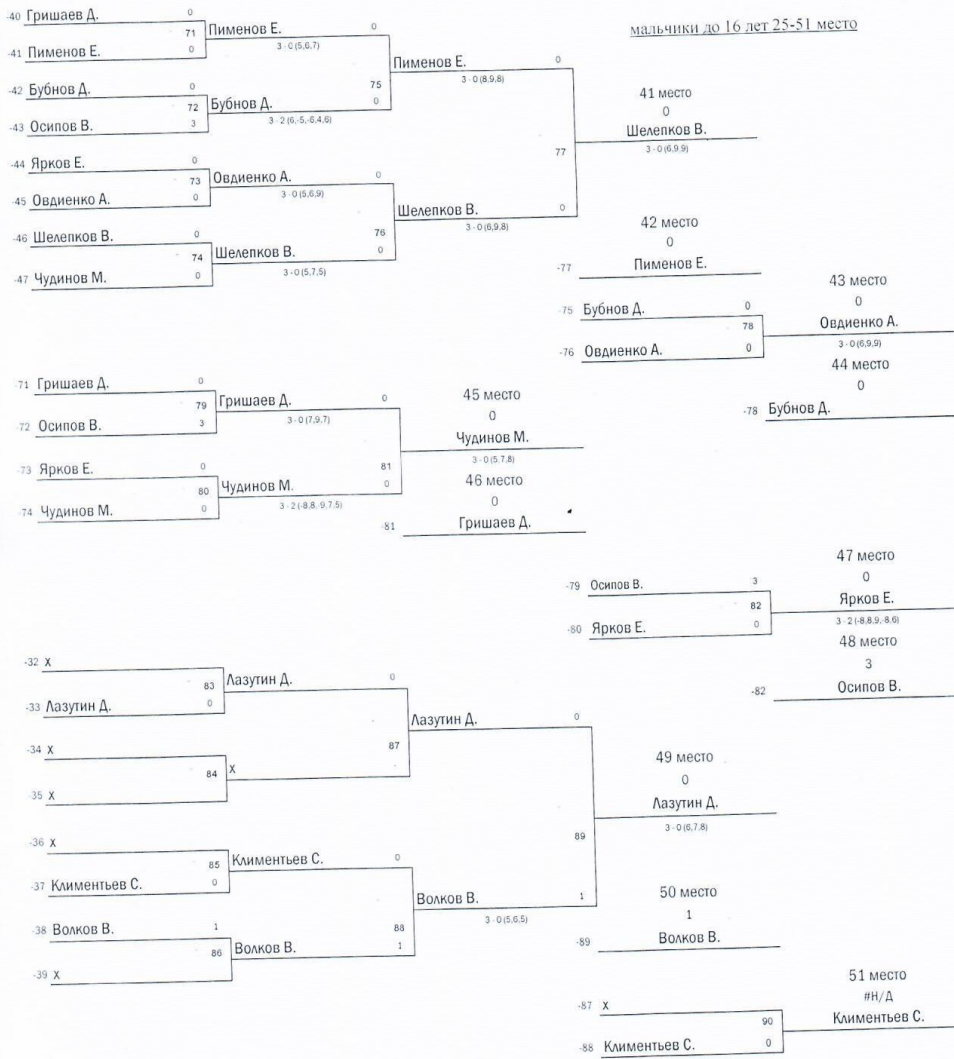 мальчики до 16 лет 25-51 место
-40 Гришаев Д. 0
71 Пименов Е. 0
3 - 0 (5,6,7)
-41 Пименов Е. 0
Пименов Е. 0
3 - 0 (8,9,8)
-42 Бубнов Д. 0
75
72 Бубнов Д. 0
3 - 2 (6,-5,-6,4,6)
-43 Осипов В. 3
41 место
0
77 Шелепков В.
3 - 0 (6,9,9)
-44 Ярков Е. 0
73 Овдиенко А. 0
3 - 0 (5,6,9)
-45 Овдиенко А. 0
Шелепков В. 0
3 - 0 (6,9,8)
-46 Шелепков В. 0
76
74 Шелепков В. 0
3 - 0 (5,7,5)
-47 Чудинов М. 0
42 место
0
-77 Пименов Е.
43 место
0
-75 Бубнов Д. 0
78 Овдиенко А.
3 - 0 (6,9,9)
-76 Овдиенко А. 0
44 место
0
-78 Бубнов Д.
-71 Гришаев Д. 0
79 Гришаев Д. 0
3 - 0 (7,9,7)
-72 Осипов В. 3
45 место
0
Чудинов М.
3 - 0 (5,7,8)
-73 Ярков Е. 0
81
80 Чудинов М. 0
3 - 2 (-8,8,-9,7,5)
-74 Чудинов М. 0
46 место
0
-81 Гришаев Д.
47 место
0
-79 Осипов В. 3
82 Ярков Е.
3 - 2 (-8,8,9,-8,6)
-80 Ярков Е. 0
48 место
3
-82 Осипов В.
-32 X
83 Лазутин Д. 0
-33 Лазутин Д. 0
Лазутин Д. 0
-34 X
87
84 X
-35 X
49 место
0
Лазутин Д.
3 - 0 (6,7,8)
89
-36 X
85 Климентьев С. 0
-37 Климентьев С. 0
Волков В. 1
3 - 0 (5,6,5)
-38 Волков В. 1
88
86 Волков В. 1
-39 X
50 место
1
-89 Волков В.
51 место
#Н/Д
-87 X
90 Климентьев С.
-88 Климентьев С. 0